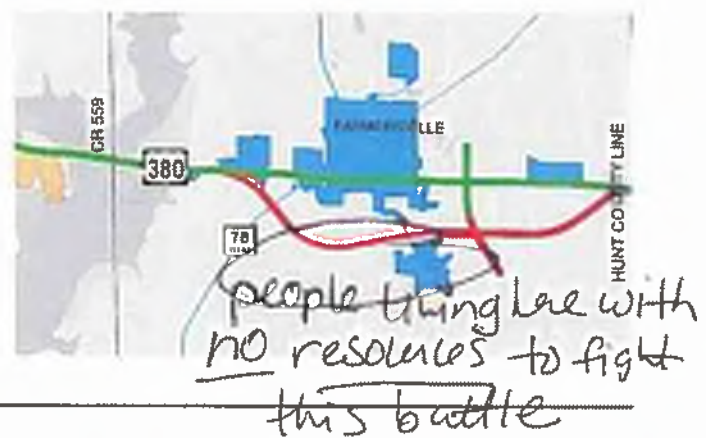 FARMERSVILLE
CR 559
380
HUNT COUNTY LINE
78
people living here with
no resources to fight
this battle